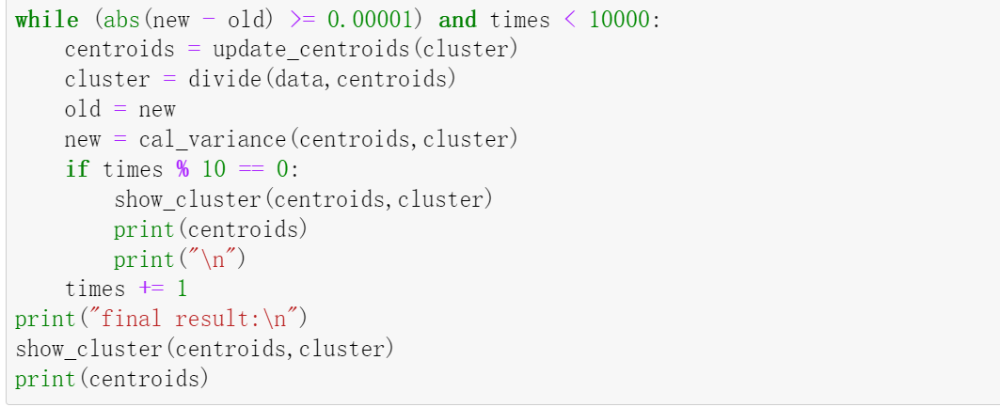 while (abs(new - old) >= 0.00001) and times < 10000:
    centroids = update_centroids(cluster)
    cluster = divide(data,centroids)
    old = new
    new = cal_variance(centroids,cluster)
    if times % 10 == 0:
        show_cluster(centroids,cluster)
        print(centroids)
        print("\n")
    times += 1
print("final result:\n")
show_cluster(centroids,cluster)
print(centroids)